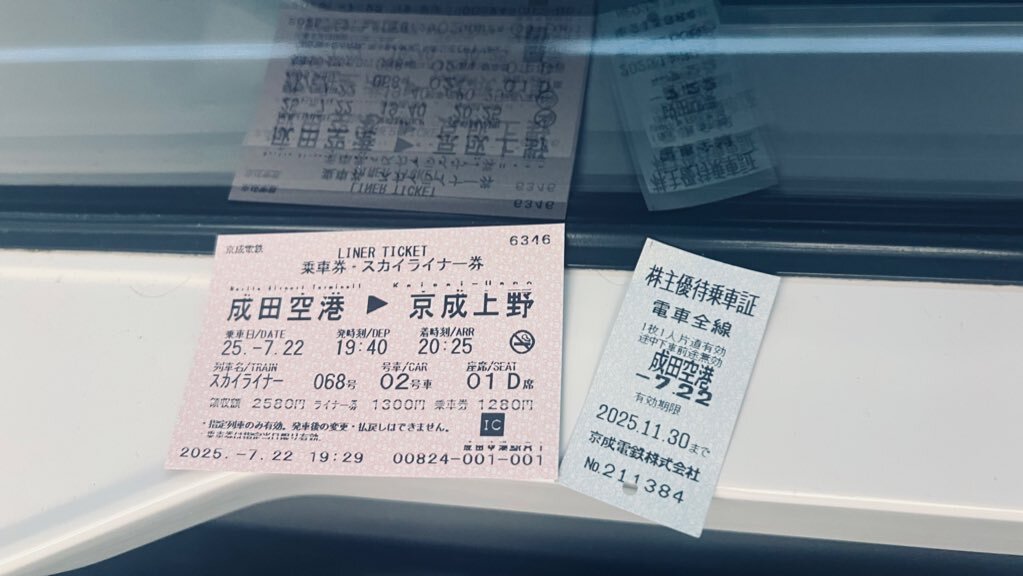 京成電鉄
LINER TICKET
6346
乗車券・スカイライナー券
成田空港 ▶ 京成上野
乗車日/DATE 発時刻/DEP 着時刻/ARR
25.-7.22 19:40 20:25
列車名/TRAIN 号車/CAR 座席/SEAT
スカイライナー 068号 02号車 01D席
領収額 2580円 ライナー券 1300円 乗車券 1280円
・指定列車のみ有効。発車後の変更・払戻しはできません。
IC
2025.-7.22 19:29 00824-001-001
株主優待乗車証
電車全線
1枚1人片道有効
途中下車前途無効
成田空港
-7.22
有効期限
2025.11.30まで
京成電鉄株式会社
No.211384